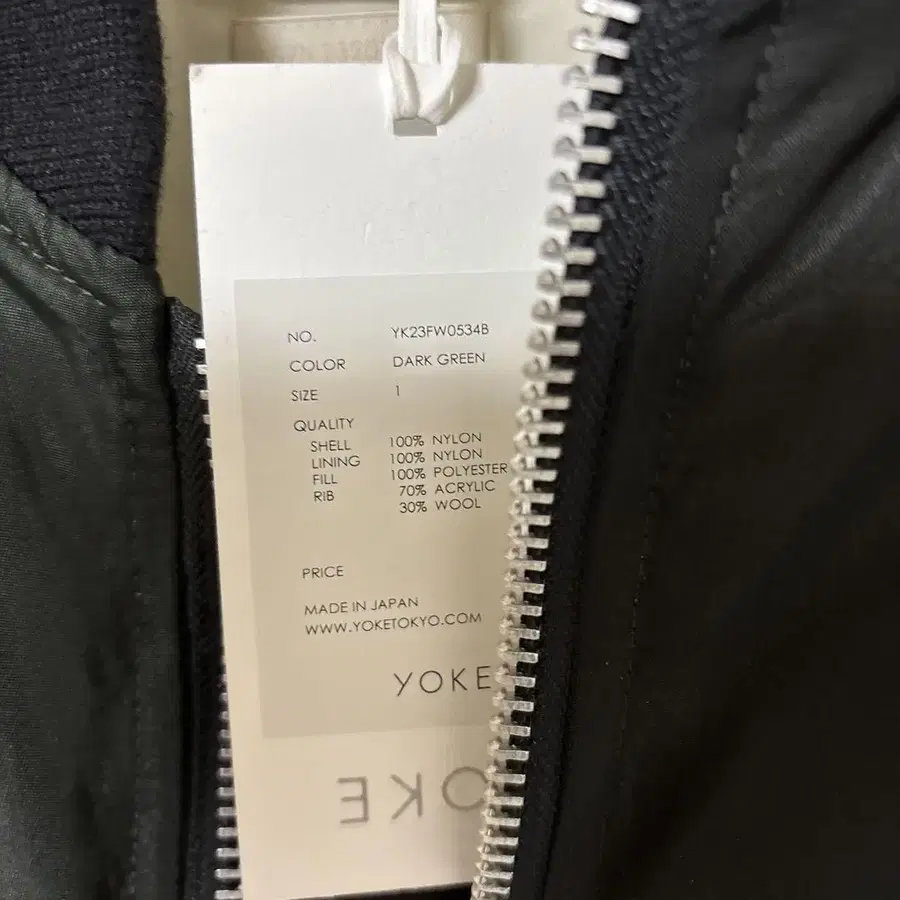 NO. YK23FW0534B
COLOR DARK GREEN
SIZE 1
QUALITY
SHELL 100% NYLON
LINING 100% NYLON
FILL 100% POLYESTER
RIB 70% ACRYLIC
30% WOOL
PRICE
MADE IN JAPAN
WWW.YOKETOKYO.COM
YOKE
OKE